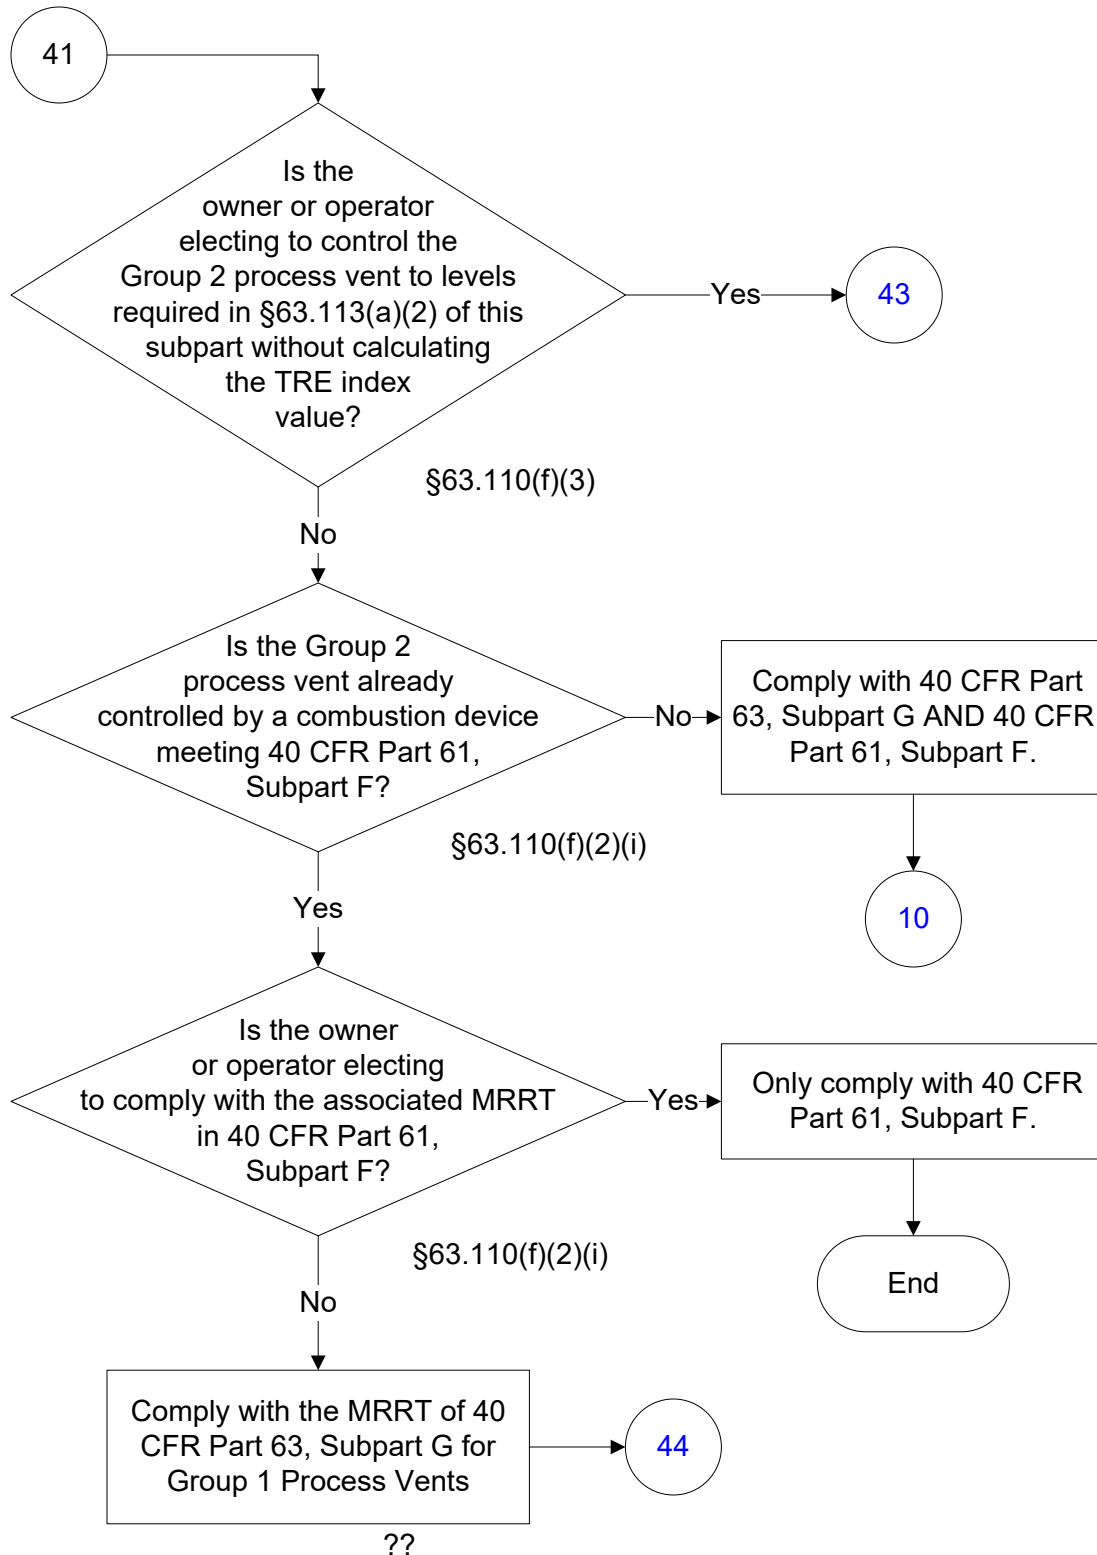 41
Is the
owner or operator
electing to control the
Group 2 process vent to levels
required in §63.113(a)(2) of this
subpart without calculating
the TRE index
value?
Yes
43
§63.110(f)(3)
No
Is the Group 2
process vent already
controlled by a combustion device
meeting 40 CFR Part 61,
Subpart F?
No
Comply with 40 CFR Part
63, Subpart G AND 40 CFR
Part 61, Subpart F.
§63.110(f)(2)(i)
10
Yes
Is the owner
or operator electing
to comply with the associated MRRT
in 40 CFR Part 61,
Subpart F?
Yes
Only comply with 40 CFR
Part 61, Subpart F.
§63.110(f)(2)(i)
End
No
Comply with the MRRT of 40
CFR Part 63, Subpart G for
Group 1 Process Vents
44
??